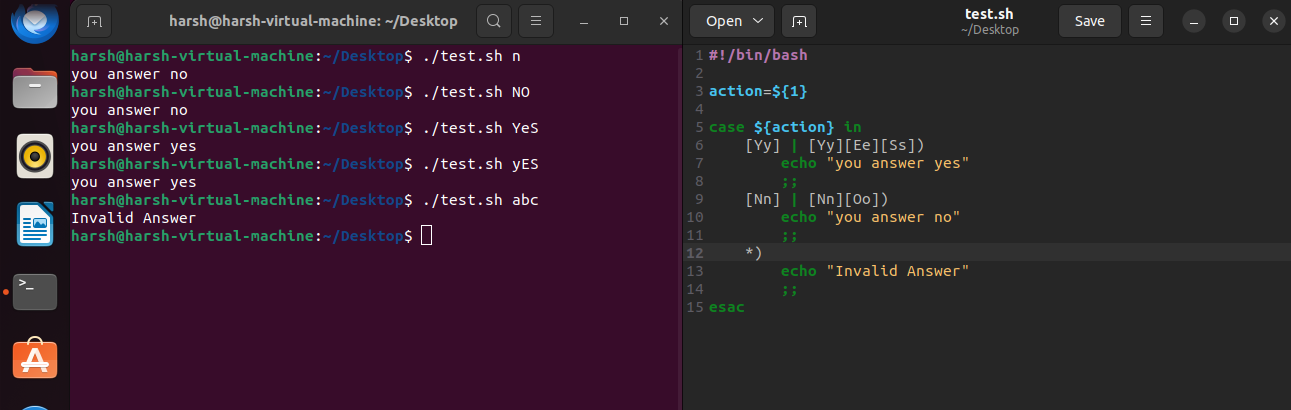 harsh@harsh-virtual-machine: ~/Desktop
harsh@harsh-virtual-machine:~/Desktop$ ./test.sh n
you answer no
harsh@harsh-virtual-machine:~/Desktop$ ./test.sh NO
you answer no
harsh@harsh-virtual-machine:~/Desktop$ ./test.sh YeS
you answer yes
harsh@harsh-virtual-machine:~/Desktop$ ./test.sh yES
you answer yes
harsh@harsh-virtual-machine:~/Desktop$ ./test.sh abc
Invalid Answer
harsh@harsh-virtual-machine:~/Desktop$
>_
Open
test.sh
~/Desktop
Save
1 #!/bin/bash
2
3 action=${1}
4
5 case ${action} in
6     [Yy] | [Yy][Ee][Ss])
7         echo "you answer yes"
8         ;;
9     [Nn] | [Nn][Oo])
10         echo "you answer no"
11         ;;
12     *)
13         echo "Invalid Answer"
14         ;;
15 esac